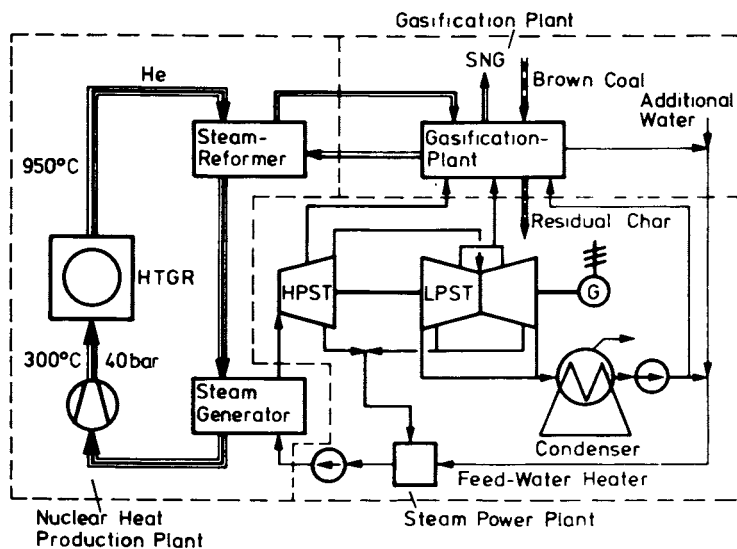 Gasification Plant
He
SNG
Brown Coal
Additional
Water
Steam-
Reformer
Gasification-
Plant
950°C
Residual Char
HTGR
HPST
LPST
G
300°C
40bar
Steam
Generator
Condenser
Feed-Water Heater
Nuclear Heat
Production Plant
Steam Power Plant